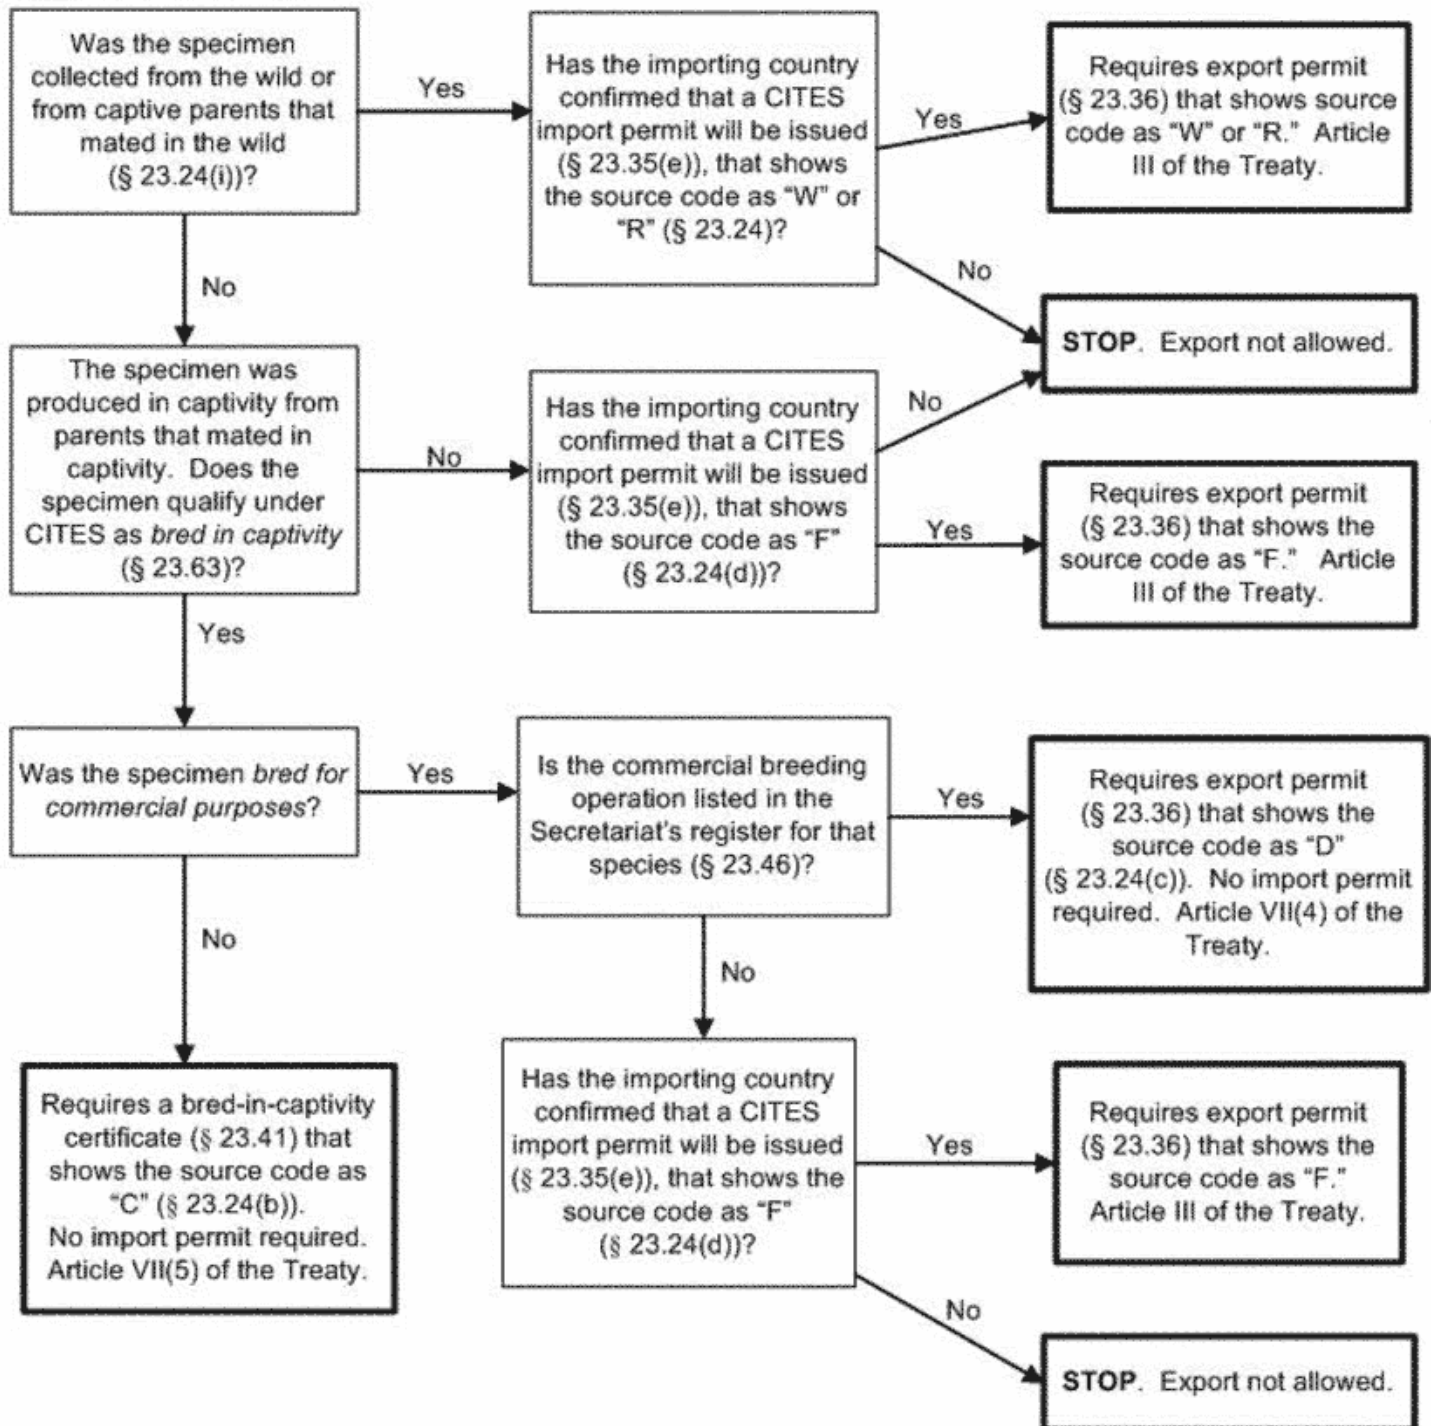 Was the specimen
collected from the wild or
from captive parents that
mated in the wild
(§ 23.24(i))?
Yes
Has the importing country
confirmed that a CITES
import permit will be issued
(§ 23.35(e)), that shows
the source code as “W” or
“R” (§ 23.24)?
Yes
Requires export permit
(§ 23.36) that shows source
code as “W” or “R.” Article
III of the Treaty.
No
No
STOP. Export not allowed.
The specimen was
produced in captivity from
parents that mated in
captivity. Does the
specimen qualify under
CITES as bred in captivity
(§ 23.63)?
No
Has the importing country
confirmed that a CITES
import permit will be issued
(§ 23.35(e)), that shows
the source code as “F”
(§ 23.24(d))?
No
Yes
Requires export permit
(§ 23.36) that shows the
source code as “F.” Article
III of the Treaty.
Yes
Was the specimen bred for
commercial purposes?
Yes
Is the commercial breeding
operation listed in the
Secretariat’s register for that
species (§ 23.46)?
Yes
Requires export permit
(§ 23.36) that shows the
source code as “D”
(§ 23.24(c)). No import permit
required. Article VII(4) of the
Treaty.
No
No
Requires a bred-in-captivity
certificate (§ 23.41) that
shows the source code as
“C” (§ 23.24(b)).
No import permit required.
Article VII(5) of the Treaty.
Has the importing country
confirmed that a CITES
import permit will be issued
(§ 23.35(e)), that shows the
source code as “F”
(§ 23.24(d))?
Yes
Requires export permit
(§ 23.36) that shows the
source code as “F.”
Article III of the Treaty.
No
STOP. Export not allowed.